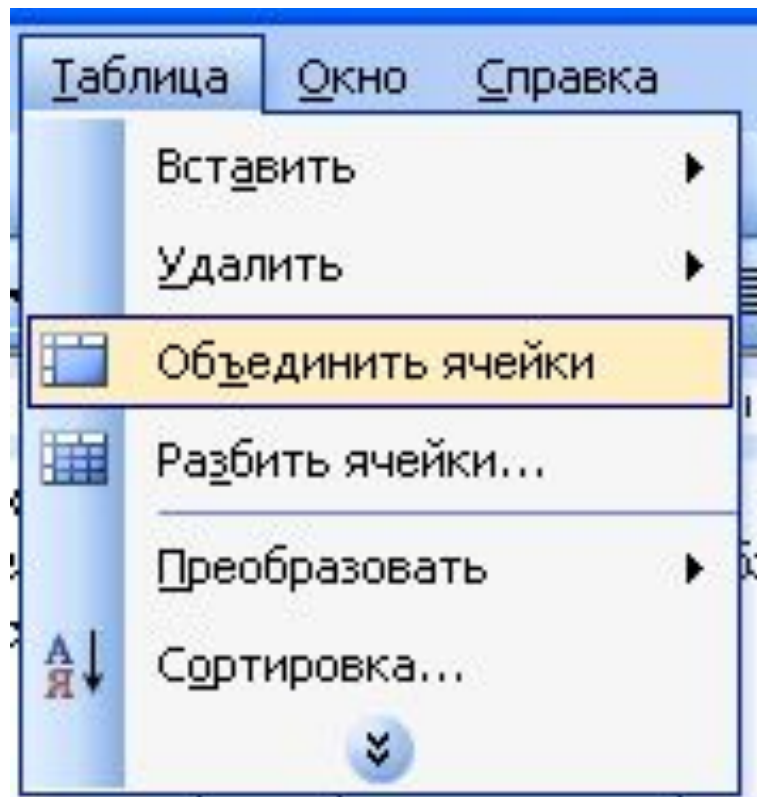 Таблица Окно Справка
Вставить
Удалить
Объединить ячейки
Разбить ячейки...
Преобразовать
Сортировка...